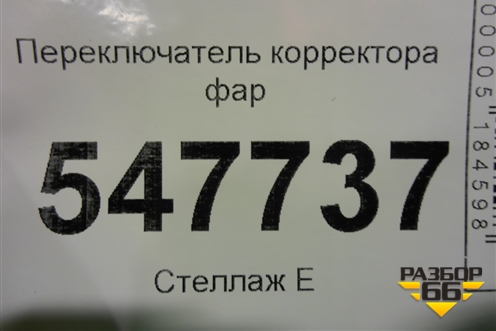 Переключатель корректора
фар
547737
Стеллаж Е
РАЗБОР
66